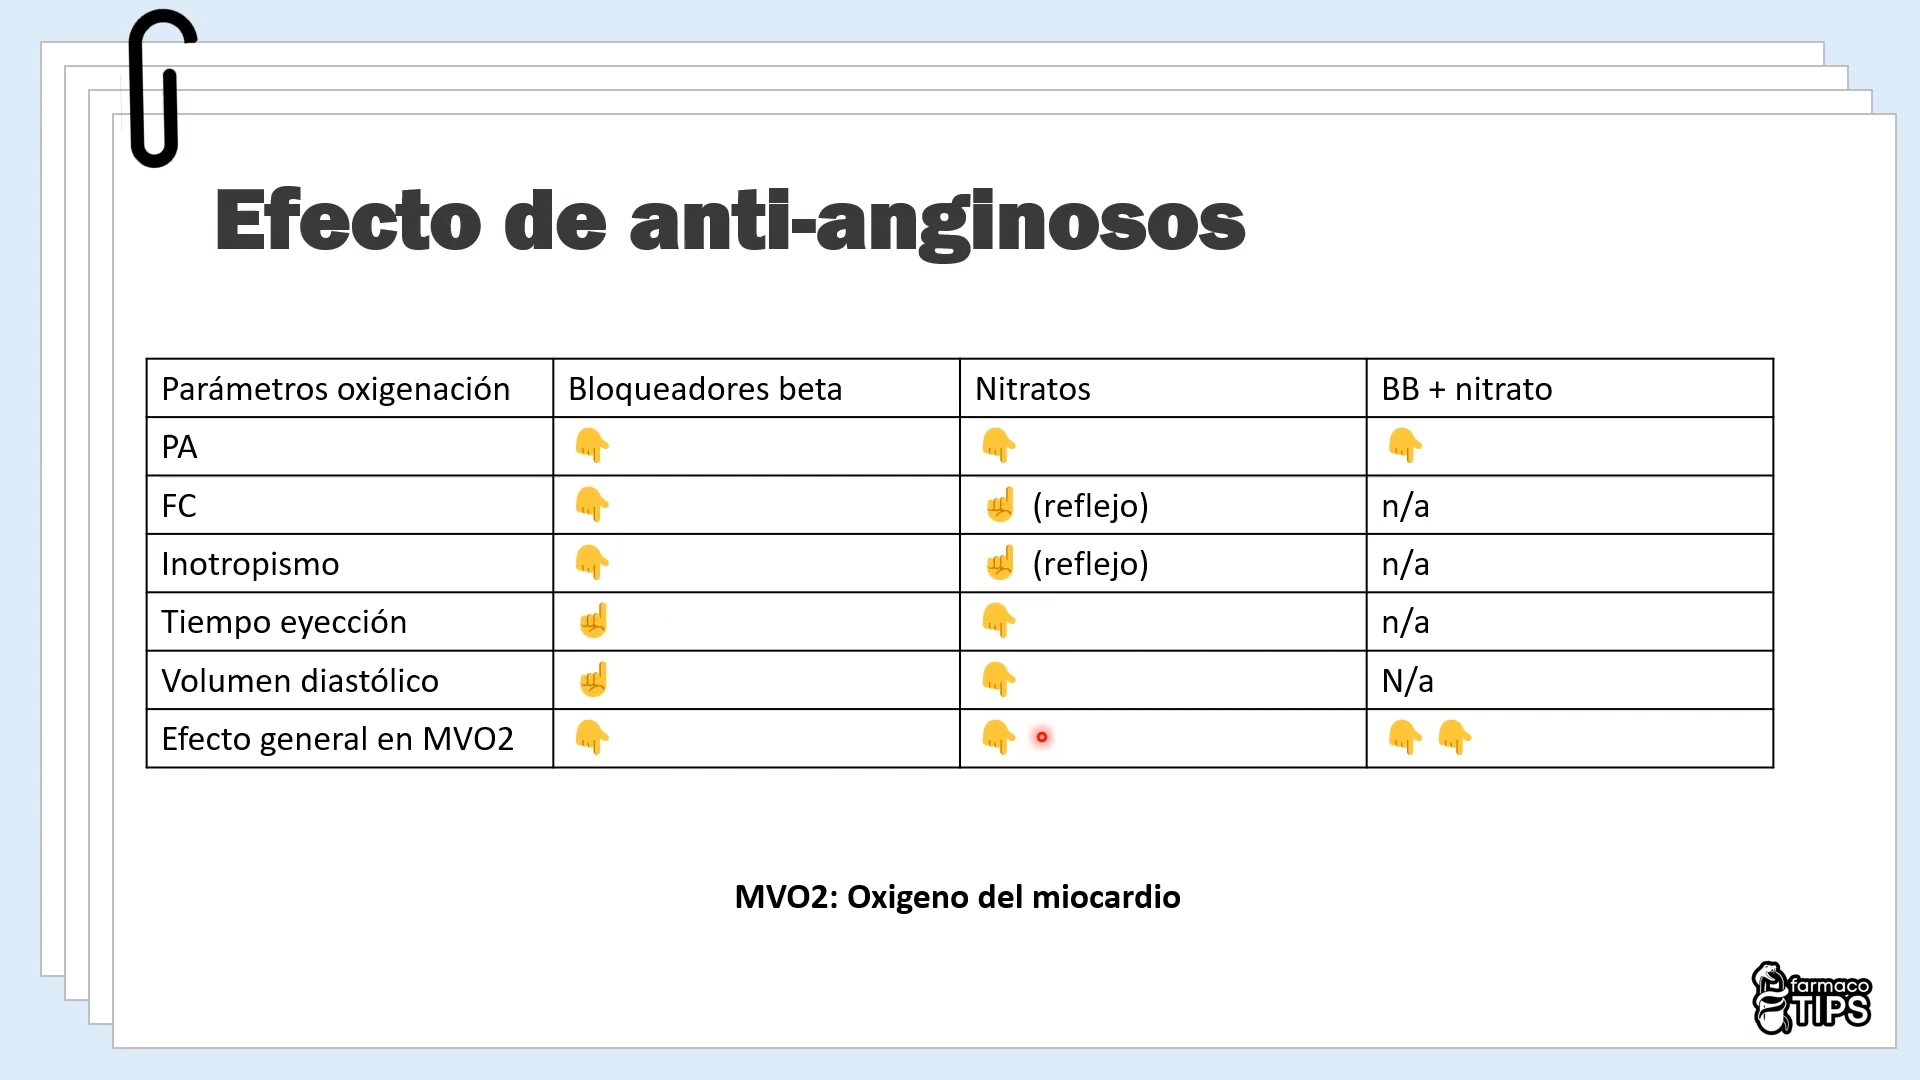 Efecto de anti-anginosos
Parámetros oxigenación Bloqueadores beta Nitratos BB + nitrato
PA 👇 👇 👇
FC 👇 ☝ (reflejo) n/a
Inotropismo 👇 ☝ (reflejo) n/a
Tiempo eyección ☝ 👇 n/a
Volumen diastólico ☝ 👇 N/a
Efecto general en MVO2 👇 👇 👇 👇
MVO2: Oxigeno del miocardio
farmaco
TIPS